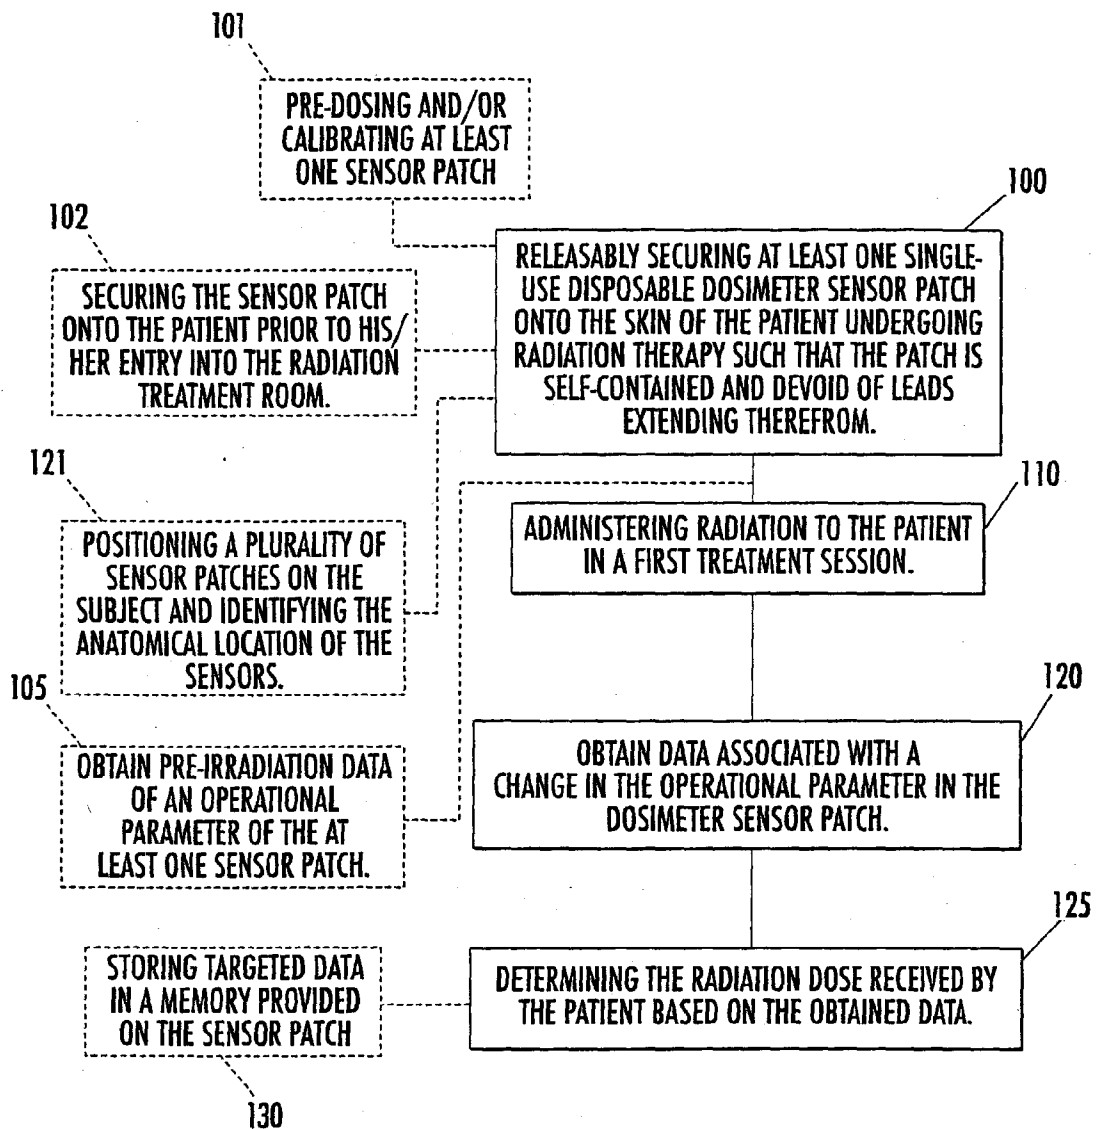 101
PRE-DOSING AND/OR
CALIBRATING AT LEAST
ONE SENSOR PATCH
100
RELEASABLY SECURING AT LEAST ONE SINGLE-
USE DISPOSABLE DOSIMETER SENSOR PATCH
ONTO THE SKIN OF THE PATIENT UNDERGOING
RADIATION THERAPY SUCH THAT THE PATCH IS
SELF-CONTAINED AND DEVOID OF LEADS
EXTENDING THEREFROM.
102
SECURING THE SENSOR PATCH
ONTO THE PATIENT PRIOR TO HIS/
HER ENTRY INTO THE RADIATION
TREATMENT ROOM.
121
POSITIONING A PLURALITY OF
SENSOR PATCHES ON THE
SUBJECT AND IDENTIFYING THE
ANATOMICAL LOCATION OF THE
SENSORS.
110
ADMINISTERING RADIATION TO THE PATIENT
IN A FIRST TREATMENT SESSION.
105
OBTAIN PRE-IRRADIATION DATA
OF AN OPERATIONAL
PARAMETER OF THE AT
LEAST ONE SENSOR PATCH.
120
OBTAIN DATA ASSOCIATED WITH A
CHANGE IN THE OPERATIONAL PARAMETER IN THE
DOSIMETER SENSOR PATCH.
125
DETERMINING THE RADIATION DOSE RECEIVED BY
THE PATIENT BASED ON THE OBTAINED DATA.
STORING TARGETED DATA
IN A MEMORY PROVIDED
ON THE SENSOR PATCH
130